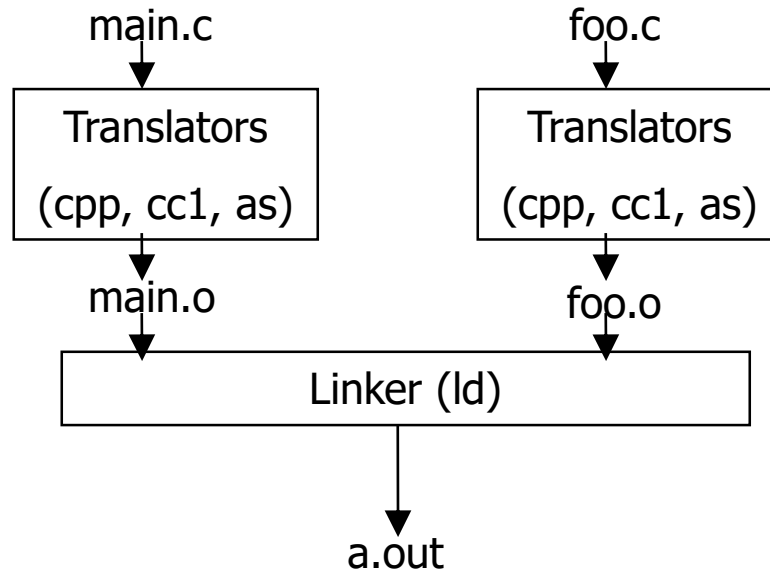 main.c
foo.c
Translators
(cpp, cc1, as)
Translators
(cpp, cc1, as)
main.o
foo.o
Linker (ld)
a.out